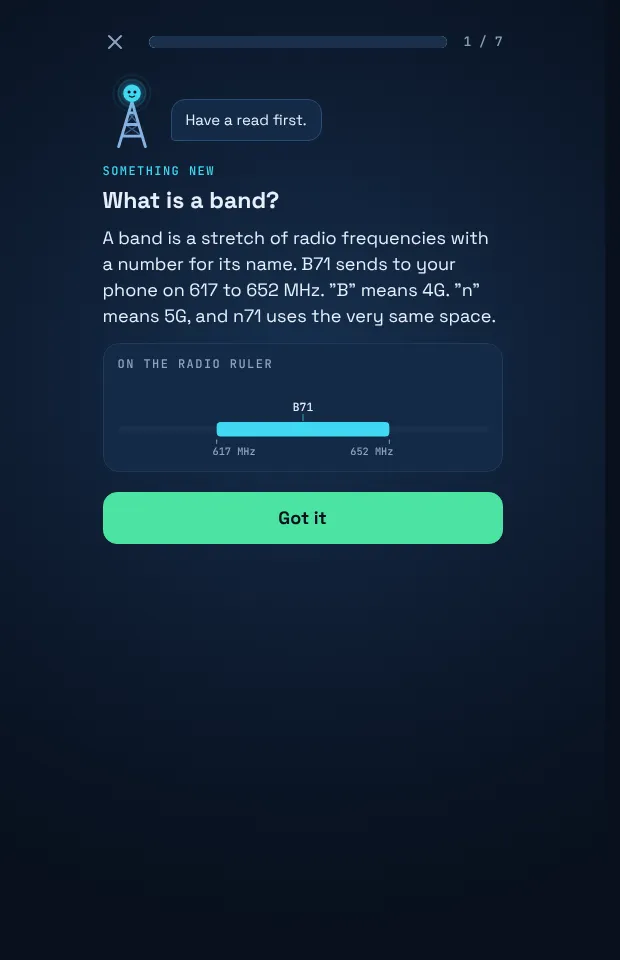 1 / 7
Have a read first.
SOMETHING NEW
What is a band?
A band is a stretch of radio frequencies with
a number for its name. B71 sends to your
phone on 617 to 652 MHz. ”B” means 4G. ”n”
means 5G, and n71 uses the very same space.
ON THE RADIO RULER
B71
617 MHz 652 MHz
Got it